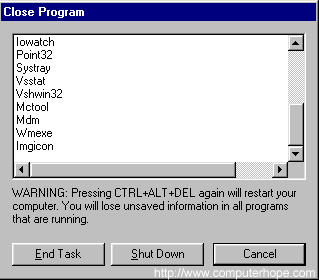 Close Program
Iowatch
Point32
Systray
Vsstat
Vshwin32
Mctool
Mdm
Wmexe
Imgicon
WARNING: Pressing CTRL+ALT+DEL again will restart your
computer. You will lose unsaved information in all programs
that are running.
End Task
Shut Down
Cancel
http://www.computerhope.com